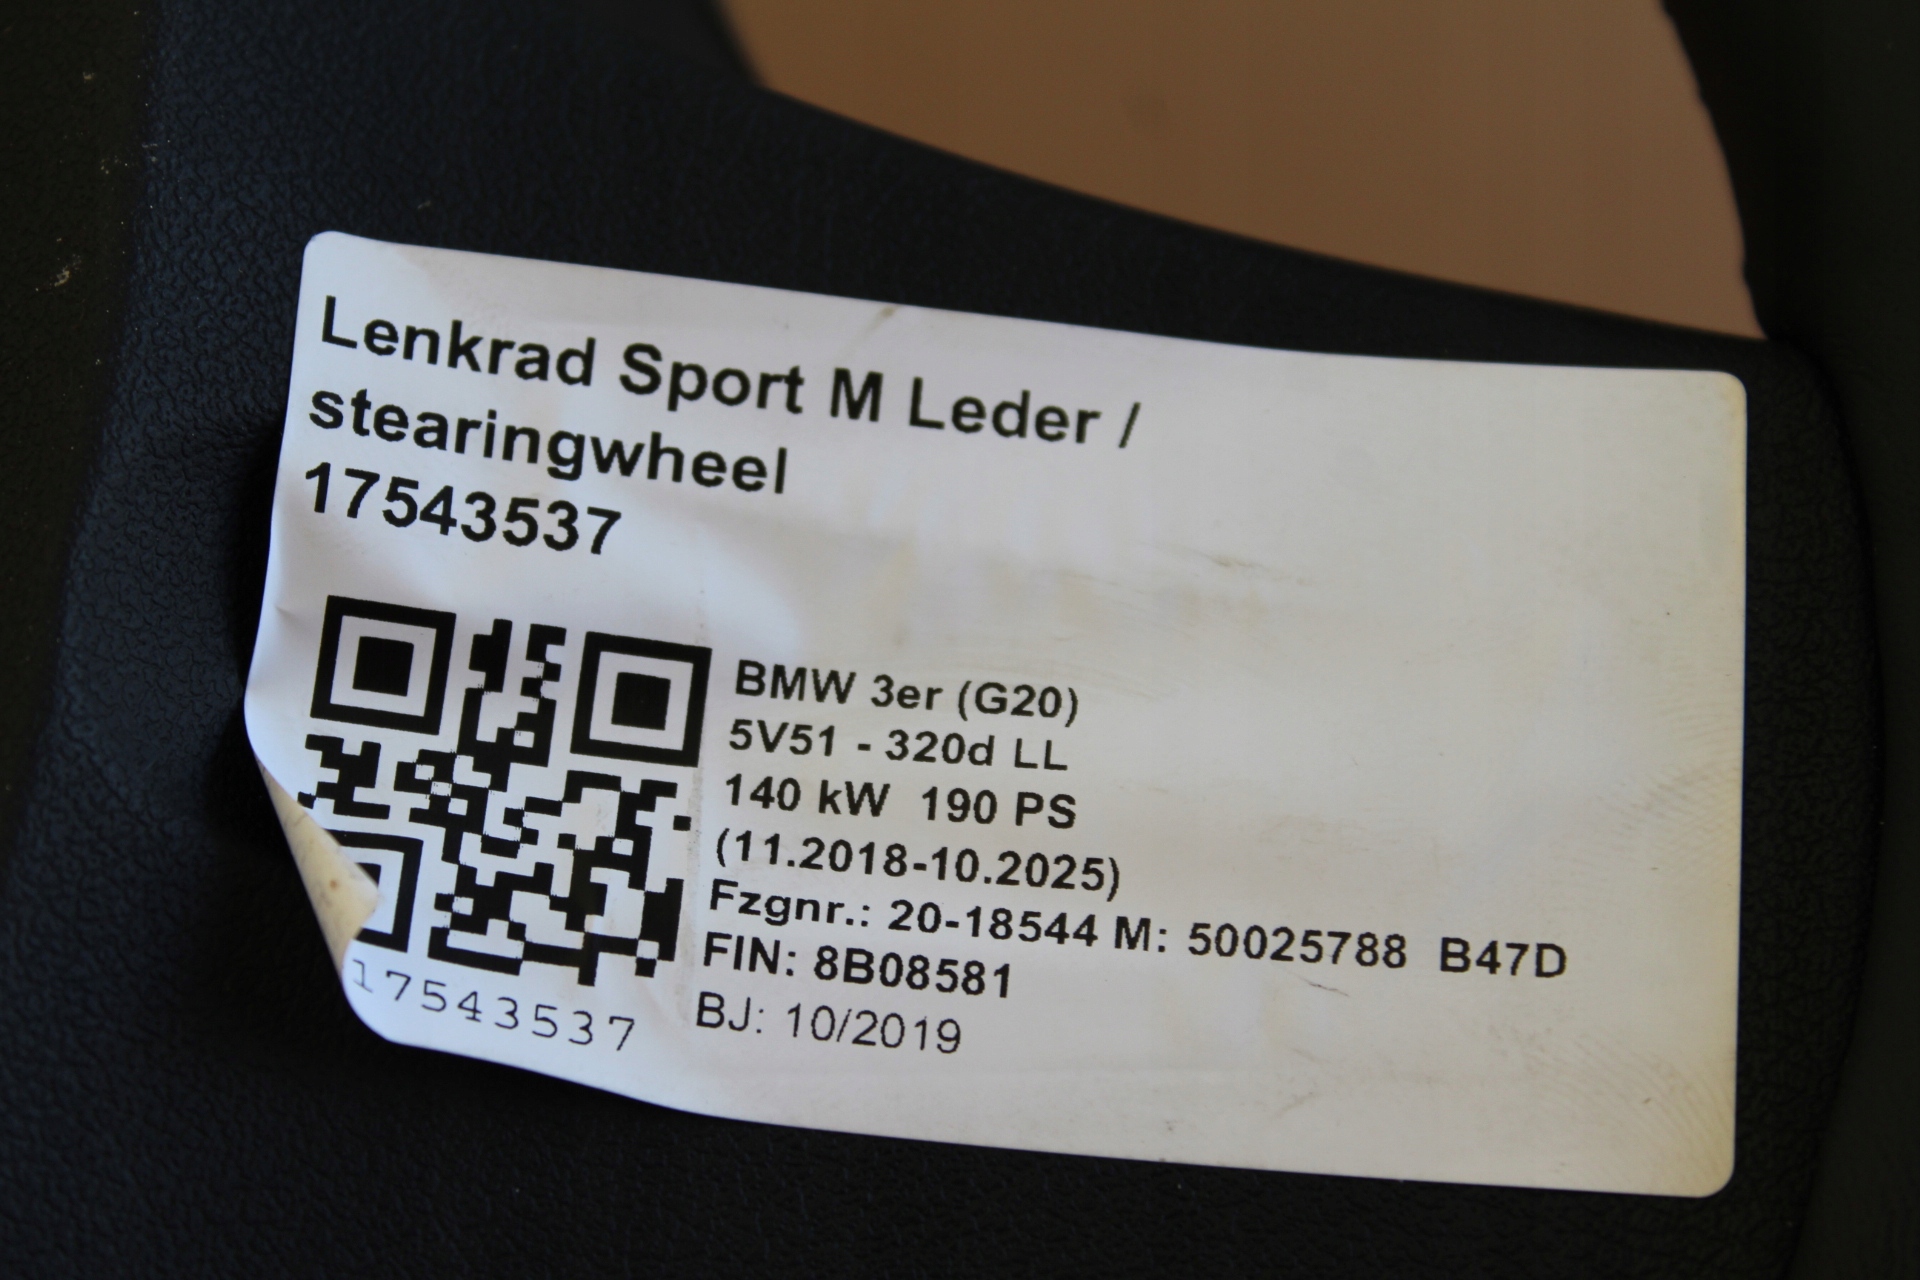 Lenkrad Sport M Leder /
stearingwheel
17543537
BMW 3er (G20)
5V51 - 320d LL
140 kW 190 PS
(11.2018-10.2025)
Fzgnr.: 20-18544 M: 50025788 B47D
FIN: 8B08581
BJ: 10/2019
17543537